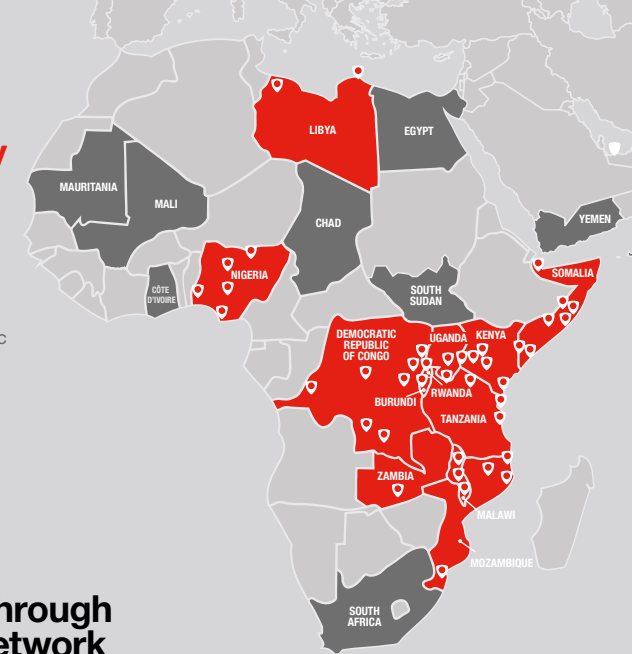 LIBYA
EGYPT
MAURITANIA
MALI
CHAD
YEMEN
NIGERIA
SOMALIA
CÔTE
D'IVOIRE
SOUTH
SUDAN
DEMOCRATIC
REPUBLIC
OF CONGO
UGANDA
KENYA
RWANDA
BURUNDI
TANZANIA
ZAMBIA
MALAWI
MOZAMBIQUE
SOUTH
AFRICA
hrough
etwork